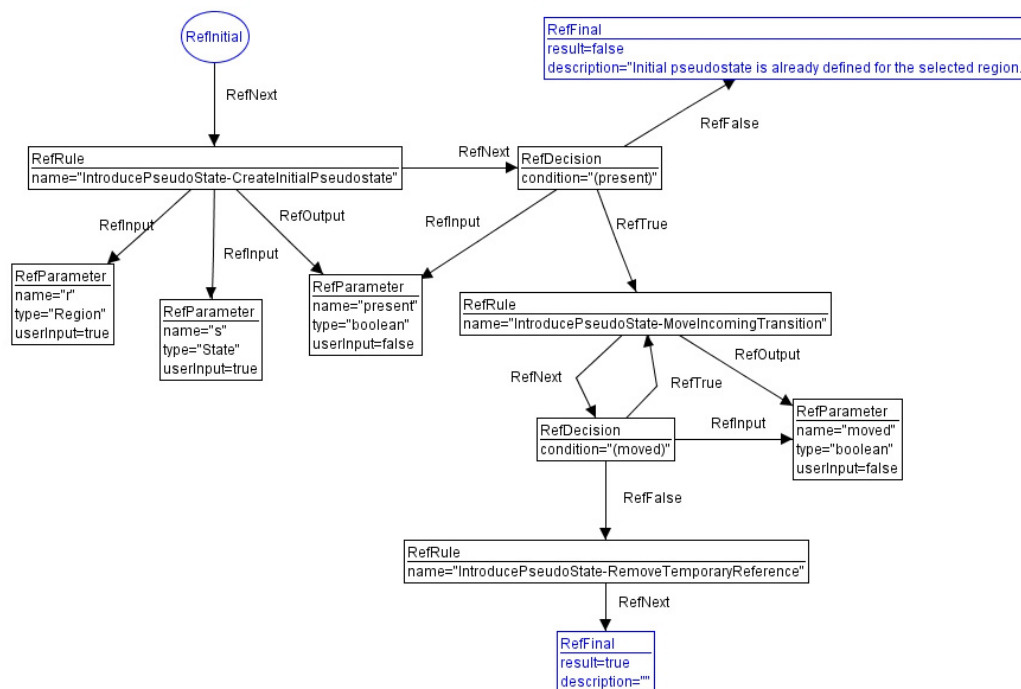 RefInitial
RefFinal
result=false
description="Initial pseudostate is already defined for the selected region.
RefNext
RefFalse
RefRule
name="IntroducePseudoState-CreateInitialPseudostate"
RefNext
RefDecision
condition="(present)"
RefInput
RefInput
RefOutput
RefInput
RefTrue
RefParameter
name="r"
type="Region"
userInput=true
RefParameter
name="s"
type="State"
userInput=true
RefParameter
name="present"
type="boolean"
userInput=false
RefRule
name="IntroducePseudoState-MoveIncomingTransition"
RefNext
RefTrue
RefOutput
RefDecision
condition="(moved)"
RefInput
RefParameter
name="moved"
type="boolean"
userInput=false
RefFalse
RefRule
name="IntroducePseudoState-RemoveTemporaryReference"
RefNext
RefFinal
result=true
description=""